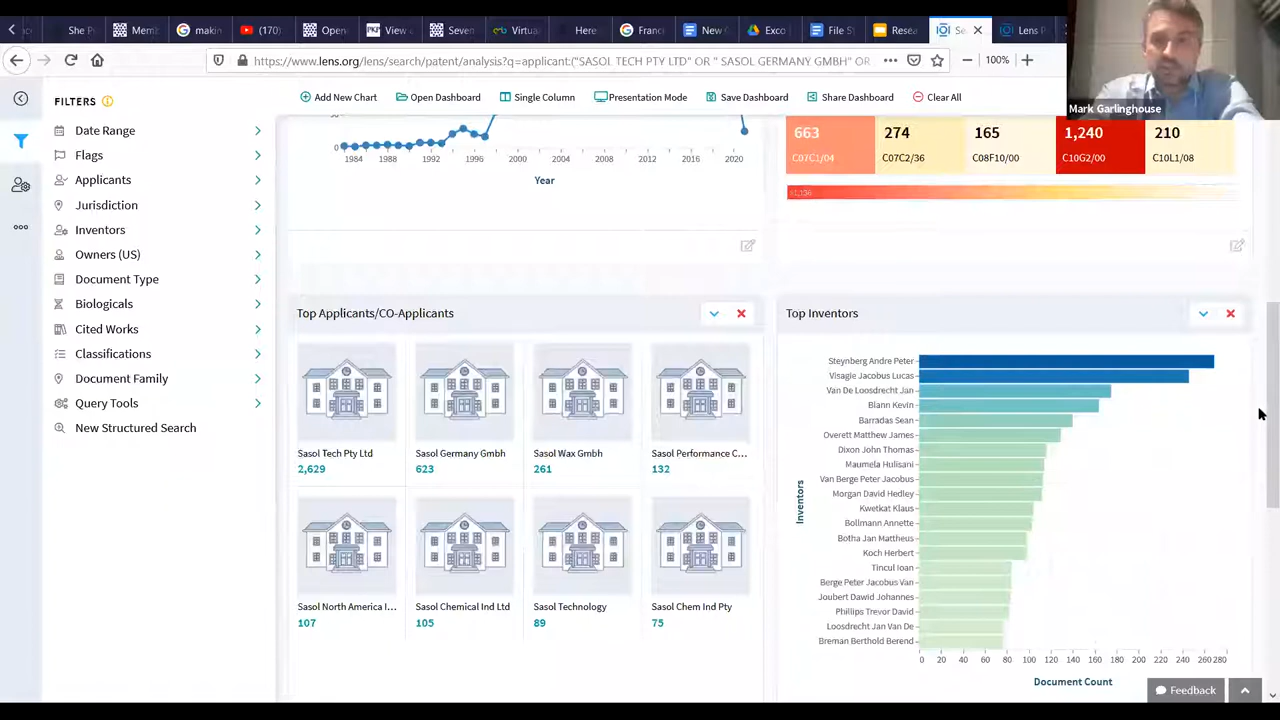 She P
Memb
makin
(170)
Open
View
Seven
Virtua
Here
Franc
New C
Exco
File S
Resea
Se
Lens P
https://www.lens.org/lens/search/patent/analysis?q=applicant:("SASOL TECH PTY LTD" OR " SASOL GERMANY GMBH" OR
100%
Mark Garlinghouse
FILTERS
Date Range
Flags
Applicants
Jurisdiction
Inventors
Owners (US)
Document Type
Biologicals
Cited Works
Classifications
Document Family
Query Tools
New Structured Search
Add New Chart
Open Dashboard
Single Column
Presentation Mode
Save Dashboard
Share Dashboard
Clear All
0
1984 1988 1992 1996 2000 2004 2008 2012 2016 2020
Year
663 274 165 1,240 210
C07C1/04 C07C2/36 C08F10/00 C10G2/00 C10L1/08
Top Applicants/CO-Applicants
Sasol Tech Pty Ltd
2,629
Sasol Germany Gmbh
623
Sasol Wax Gmbh
261
Sasol Performance C...
132
Sasol North America I...
107
Sasol Chemical Ind Ltd
105
Sasol Technology
89
Sasol Chem Ind Pty
75
Top Inventors
Inventors
Steynberg Andre Peter
Visagie Jacobus Lucas
Van De Loosdrecht Jan
Blann Kevin
Barradas Sean
Overett Matthew James
Dixon John Thomas
Maumela Hulisani
Van Berge Peter Jacobus
Morgan David Hedley
Kwetkat Klaus
Bollmann Annette
Botha Jan Mattheus
Koch Herbert
Tincul Ioan
Berge Peter Jacobus Van
Joubert Dawid Johannes
Phillips Trevor David
Loosdrecht Jan Van De
Breman Berthold Berend
0 20 40 60 80 100 120 140 160 180 200 220 240 260 280
Document Count
Feedback